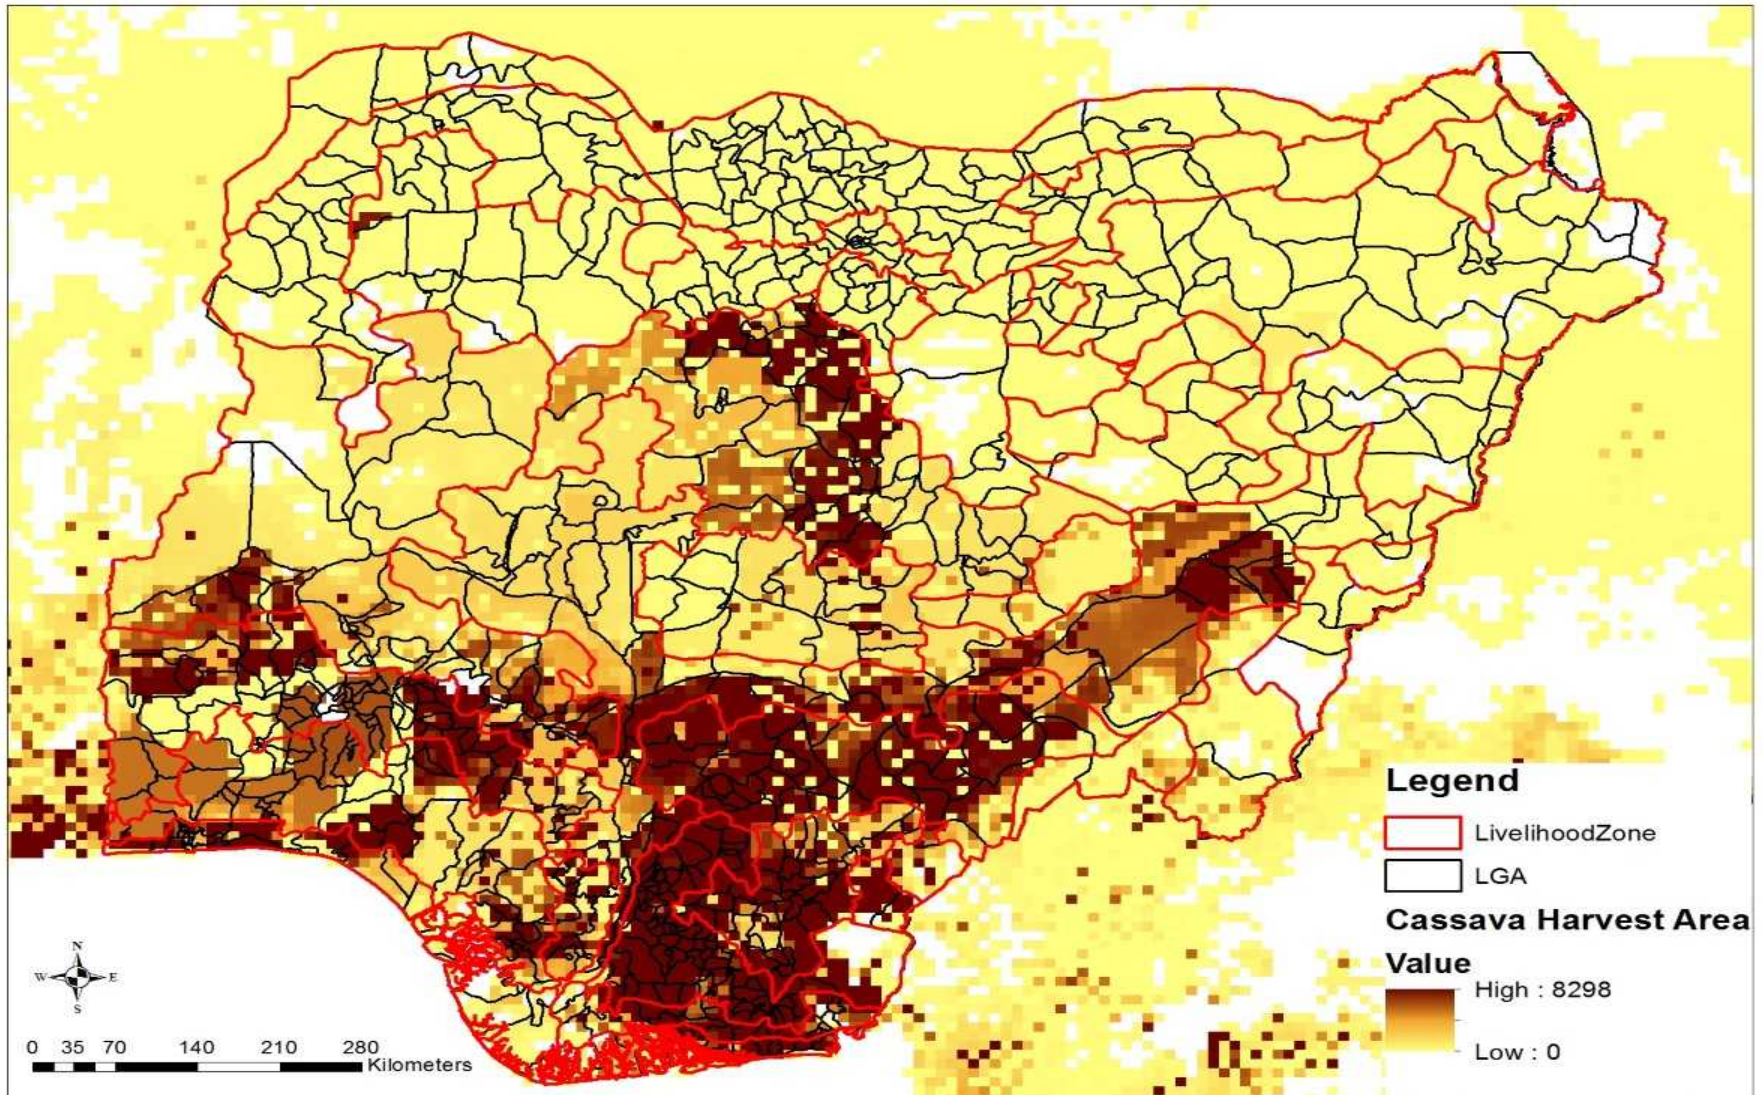 Legend
LivelihoodZone
LGA
Cassava Harvest Area
Value
High : 8298
Low : 0
N
W E
S
0 35 70 140 210 280
Kilometers